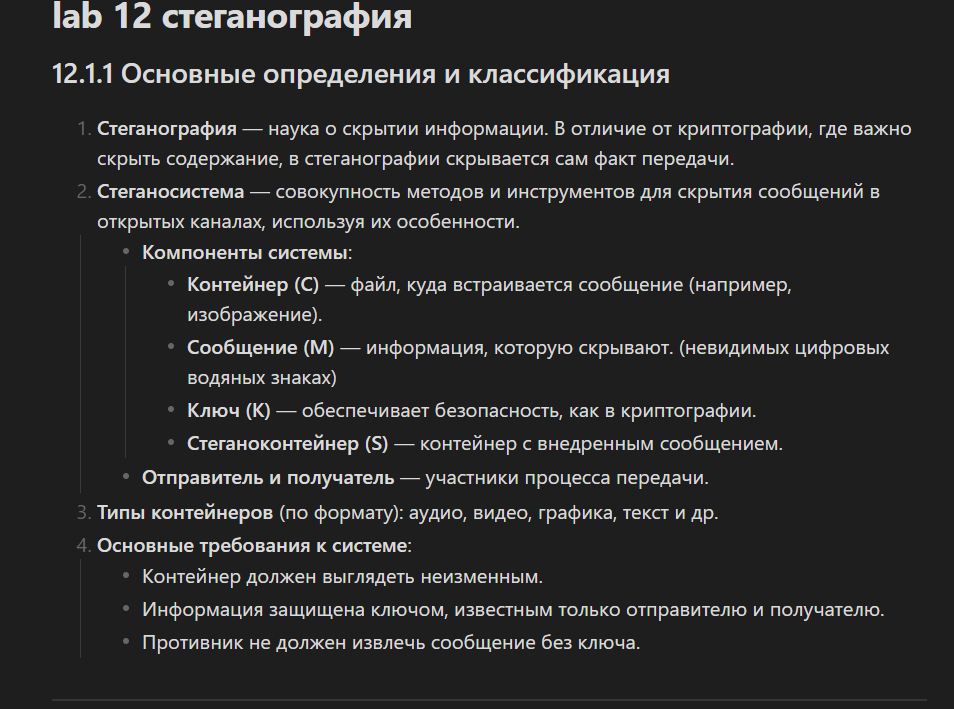 lab 12 стеганография
12.1.1 Основные определения и классификация
1. Стеганография — наука о скрытии информации. В отличие от криптографии, где важно
скрыть содержание, в стеганографии скрывается сам факт передачи.
2. Стеганосистема — совокупность методов и инструментов для скрытия сообщений в
открытых каналах, используя их особенности.
• Компоненты системы:
• Контейнер (C) — файл, куда встраивается сообщение (например,
изображение).
• Сообщение (M) — информация, которую скрывают. (невидимых цифровых
водяных знаках)
• Ключ (K) — обеспечивает безопасность, как в криптографии.
• Стеганоконтейнер (S) — контейнер с внедренным сообщением.
• Отправитель и получатель — участники процесса передачи.
3. Типы контейнеров (по формату): аудио, видео, графика, текст и др.
4. Основные требования к системе:
• Контейнер должен выглядеть неизменным.
• Информация защищена ключом, известным только отправителю и получателю.
• Противник не должен извлечь сообщение без ключа.